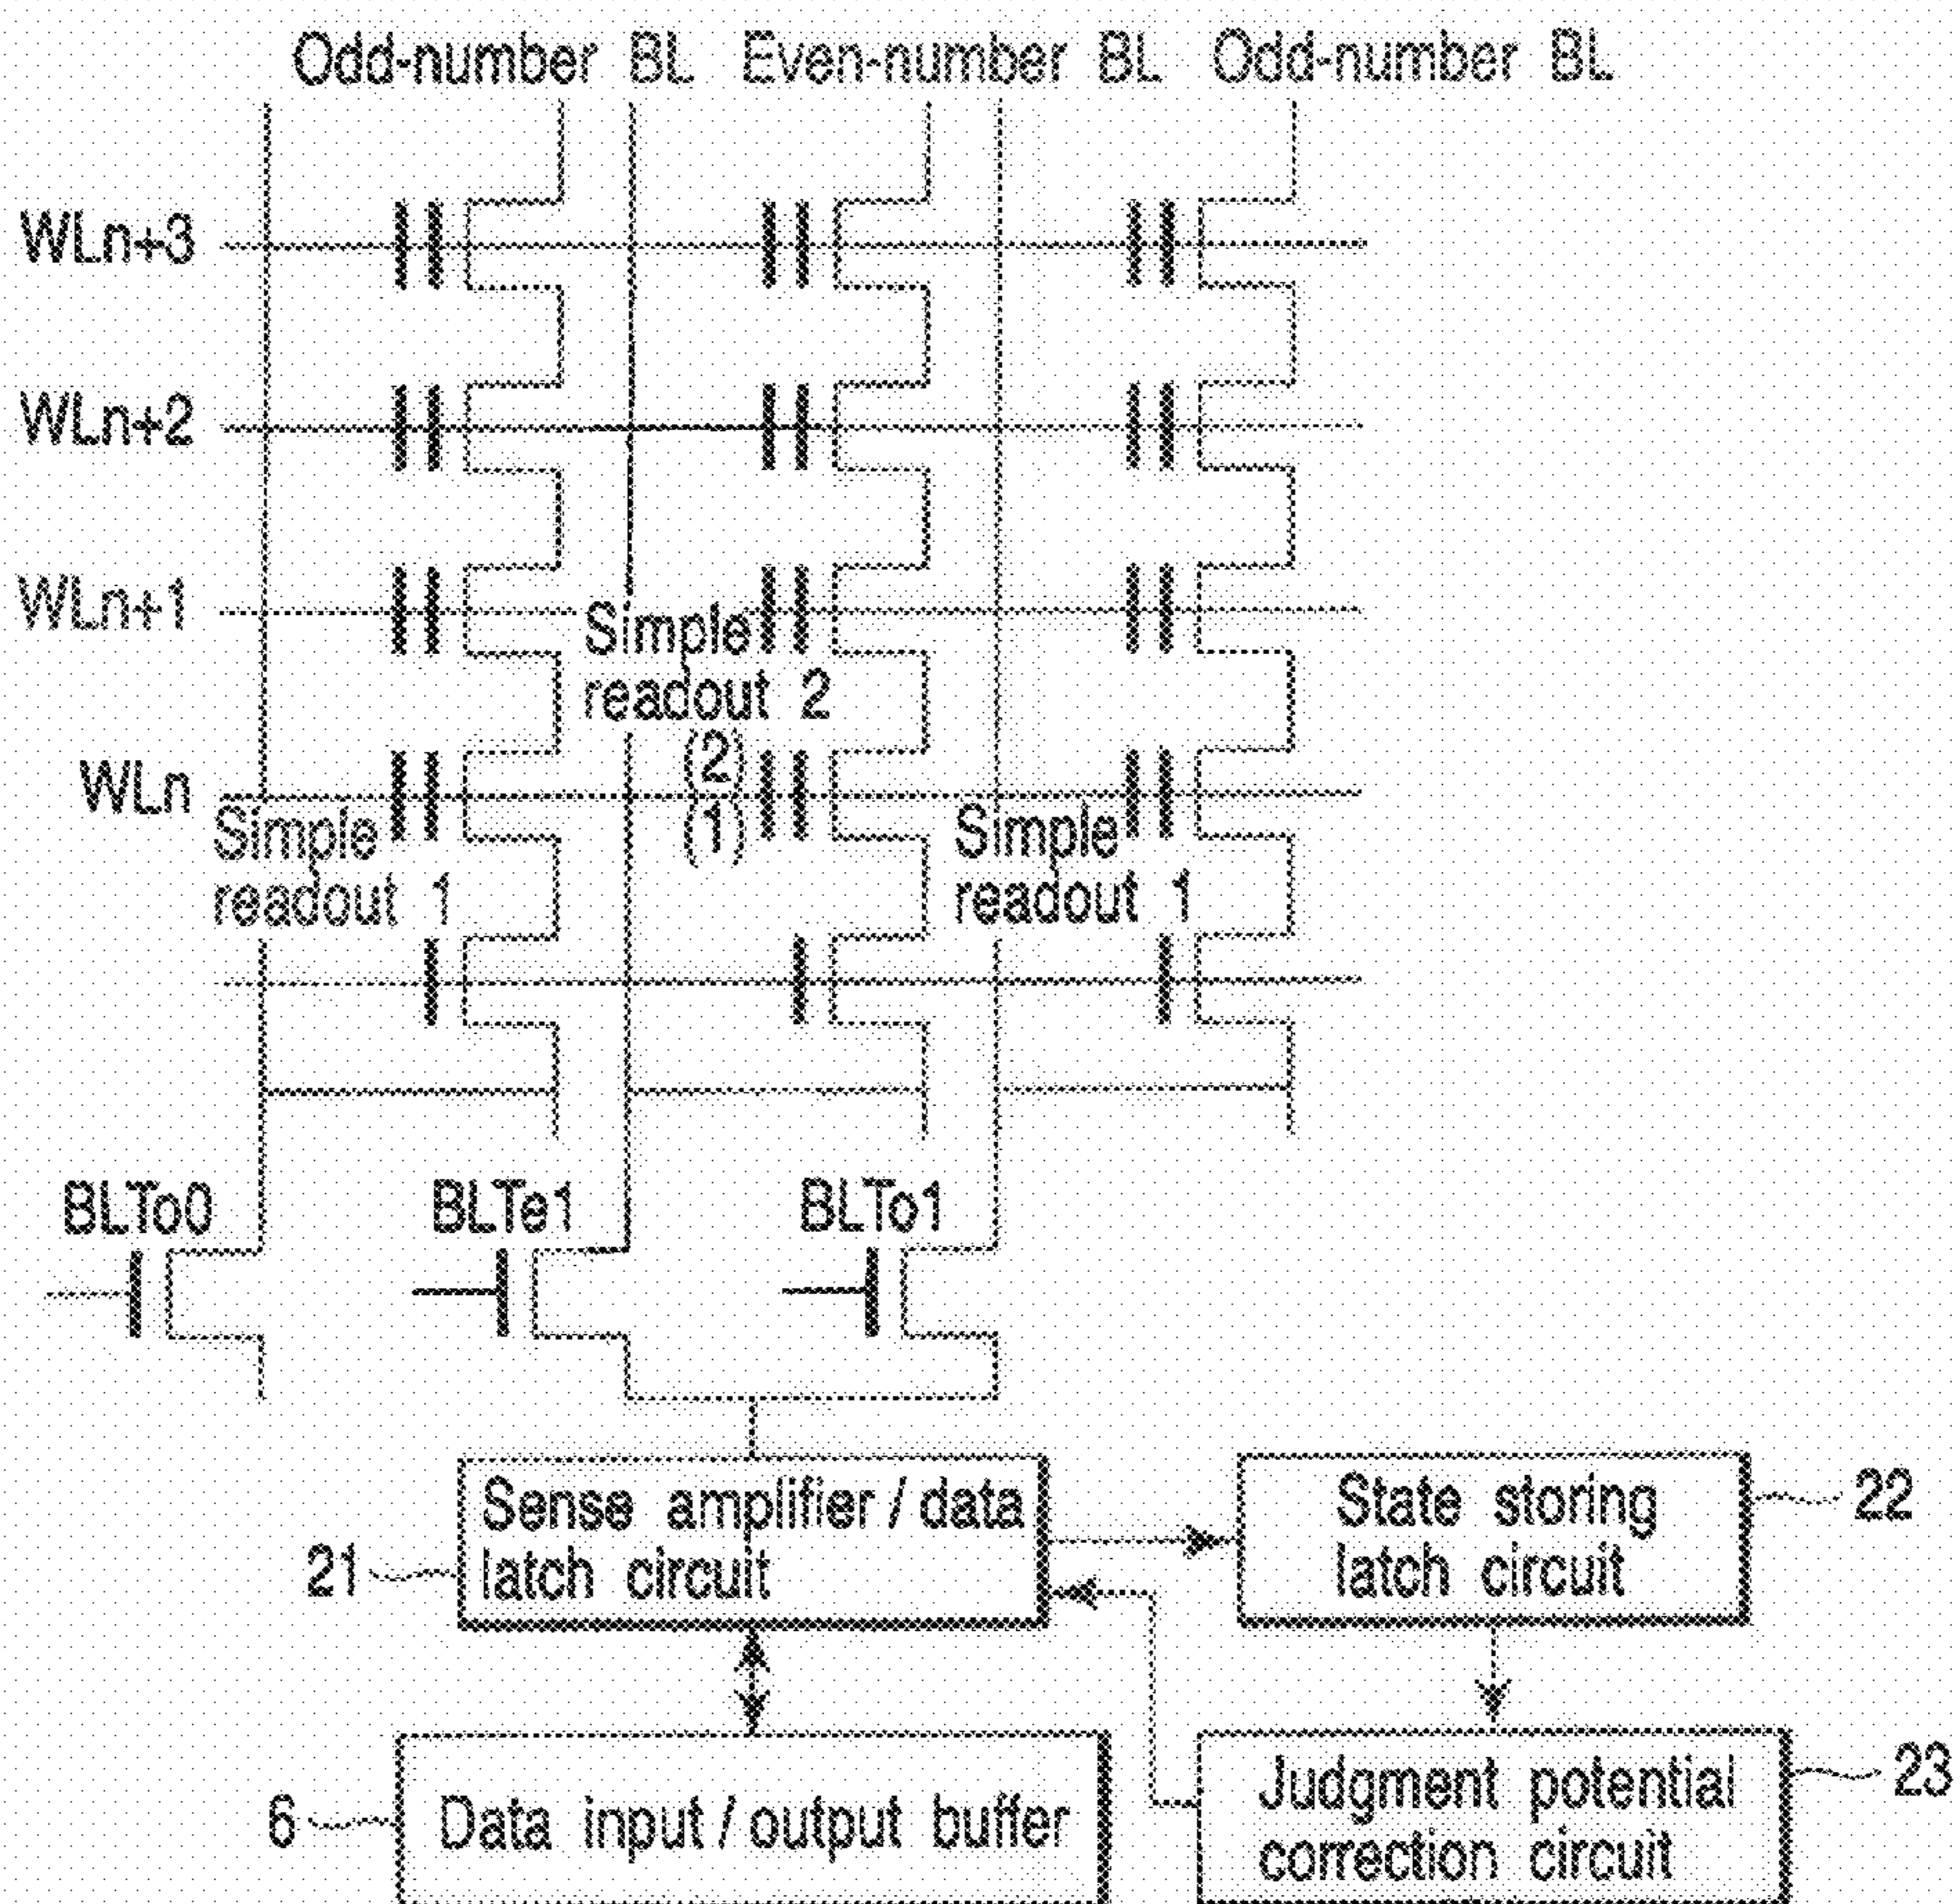 Odd-number BL Even-number BL Odd-number BL
WLn+3
WLn+2
WLn+1
Simple
readout 2
(2)
WLn
(1)
Simple
readout 1
Simple
readout 1
BLTo0
BLTe1
BLTo1
Sense amplifier / data
latch circuit
21
State storing
latch circuit
22
6
Data input / output buffer
Judgment potential
correction circuit
23